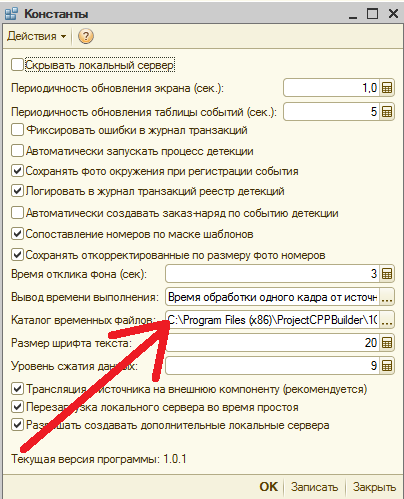 Константы
Действия
Скрывать локальный сервер
Периодичность обновления экрана (сек.): 1,0
Периодичность обновления таблицы событий (сек.): 5
Фиксировать ошибки в журнал транзакций
Автоматически запускать процесс детекции
Сохранять фото окружения при регистрации события
Логировать в журнал транзакций реестр детекций
Автоматически создавать заказ-наряд по событию детекции
Сопоставление номеров по маске шаблонов
Сохранять откорректированные по размеру фото номеров
Время отклика фона (сек): 3
Вывод времени выполнения: Время обработки одного кадра от источн ...
Каталог временных файлов: C:\Program Files (x86)\ProjectCPPBuilder\10 ...
Размер шрифта текста: 20
Уровень сжатия данных: 9
Трансляция источника на внешнюю компоненту (рекомендуется)
Перезагрузка локального сервера во время простоя
Разрешать создавать дополнительные локальные сервера
Текущая версия программы: 1.0.1
OK Записать Закрыть